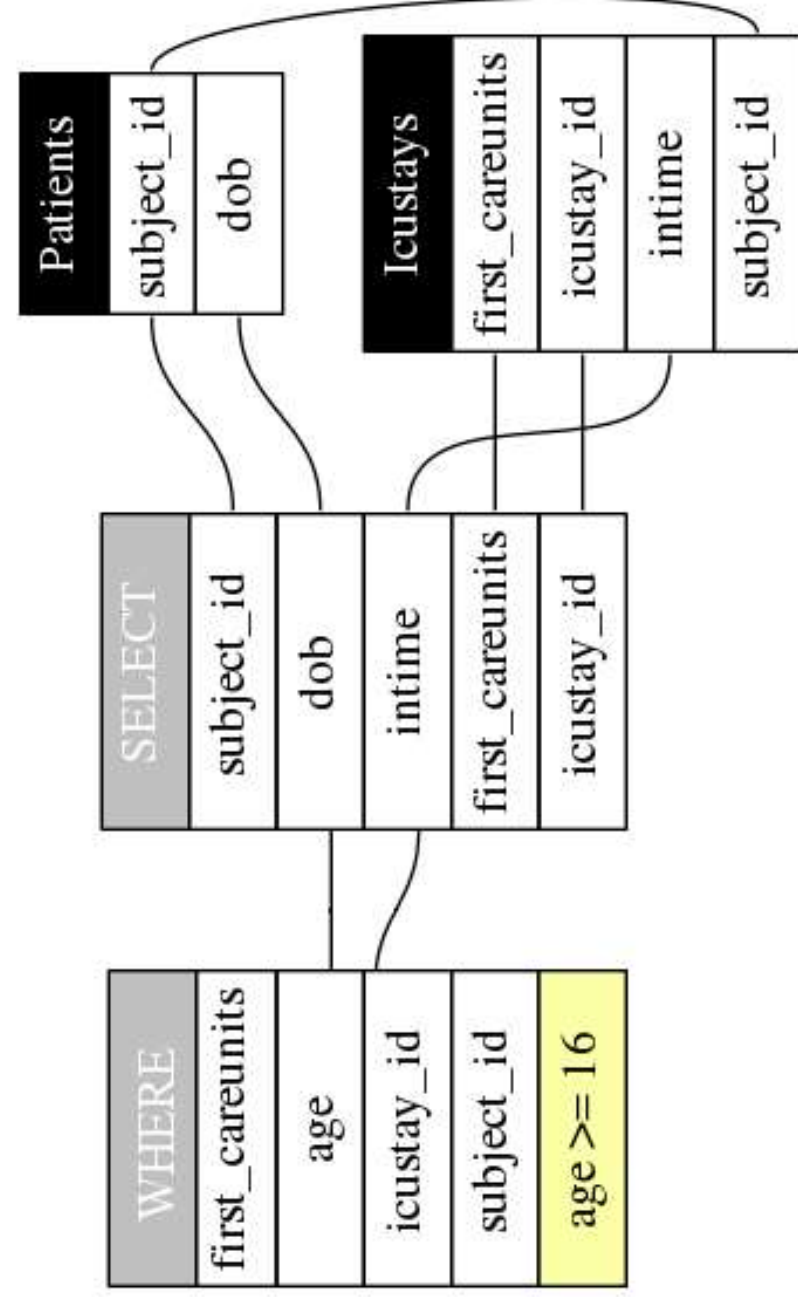 Patients
subject_id
dob
Icustays
first_careunits
icustay_id
intime
subject_id
SELECT
subject_id
dob
intime
first_careunits
icustay_id
WHERE
first_careunits
age
icustay_id
subject_id
age >= 16